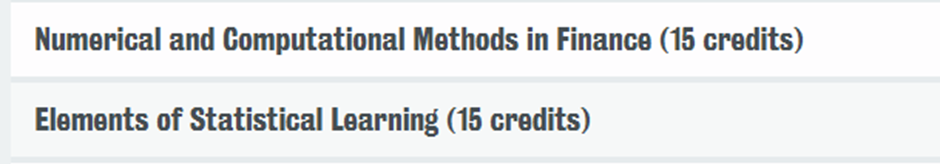 Numerical and Computational Methods in Finance (15 credits)
Elements of Statistical Learning (15 credits)